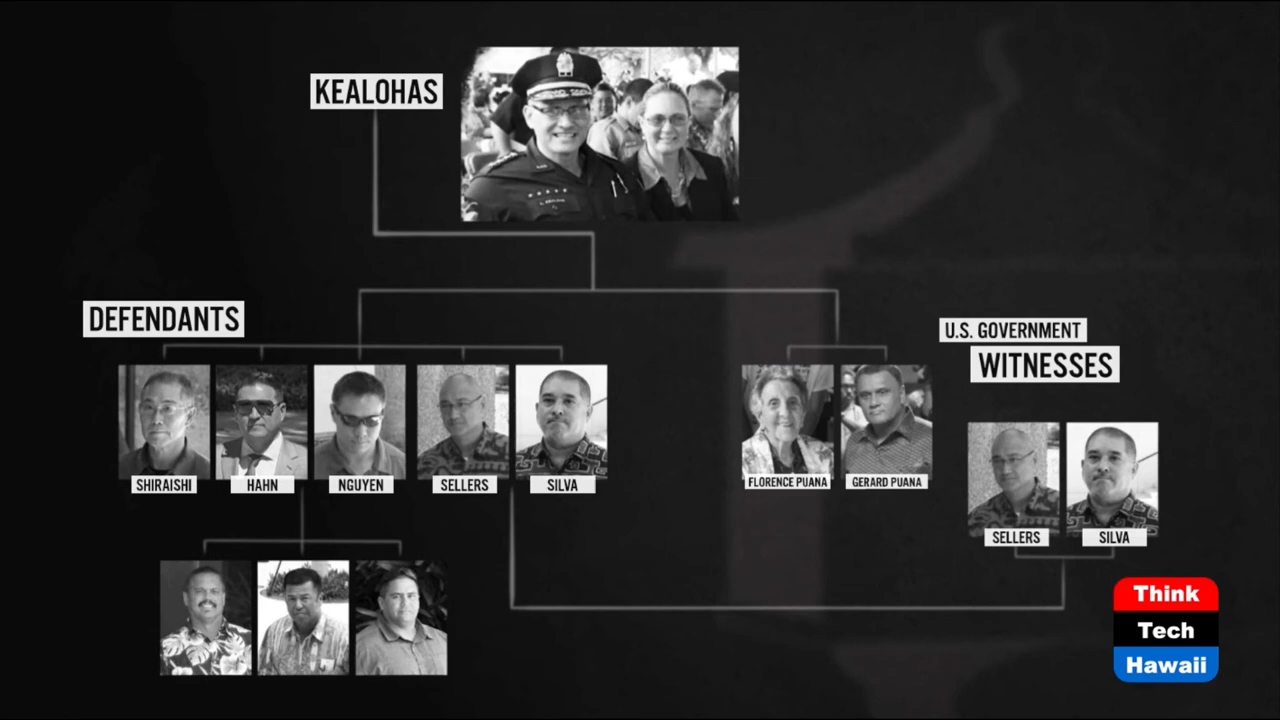 KEALOHAS
DEFENDANTS
U.S. GOVERNMENT
WITNESSES
SHIRAISHI
HAHN
NGUYEN
SELLERS
SILVA
FLORENCE PUANA
GERARD PUANA
SELLERS
SILVA
Think
Tech
Hawaii